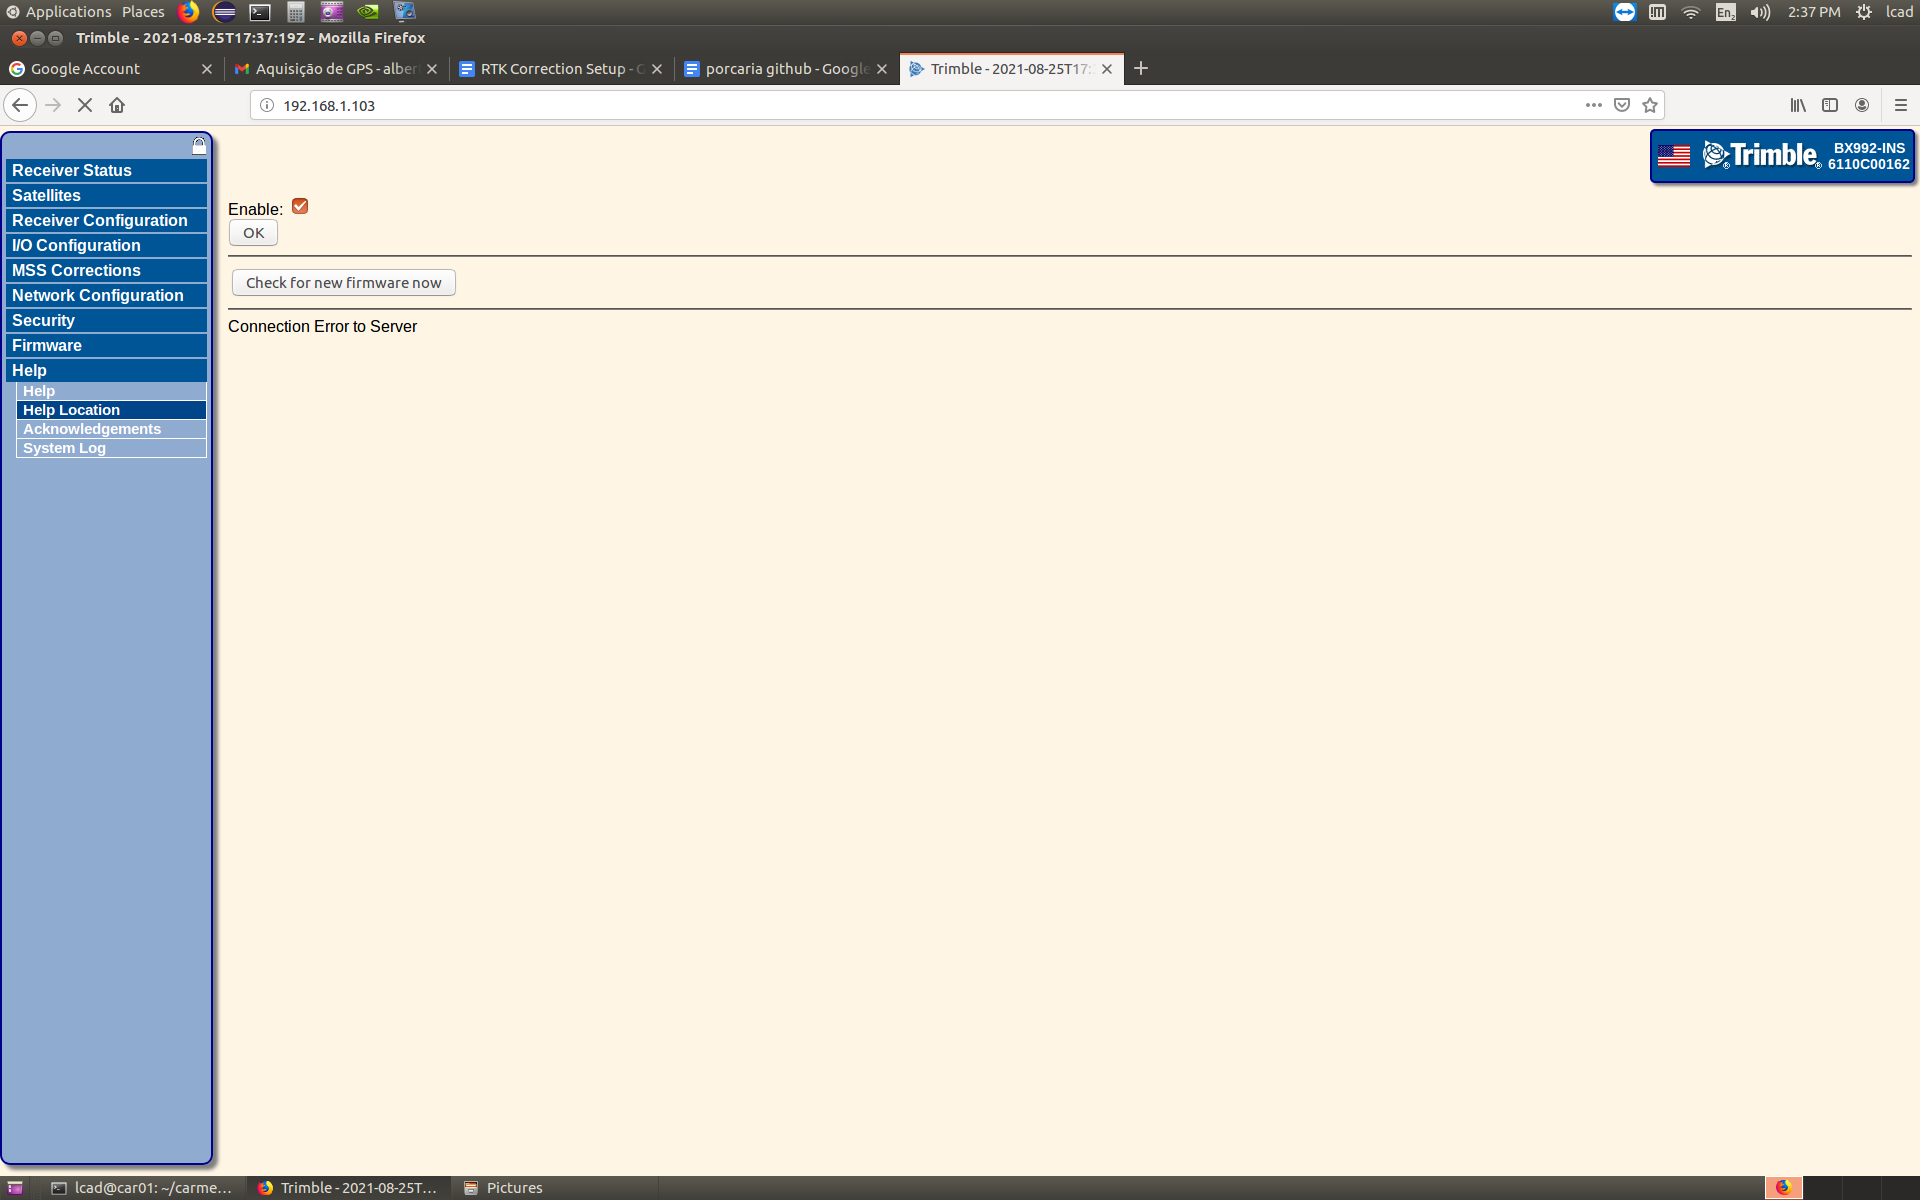 Applications Places
En2
2:37 PM
lcad
Trimble - 2021-08-25T17:37:19Z - Mozilla Firefox
Google Account
Aquisição de GPS - alber
RTK Correction Setup - G
porcaria github - Google
Trimble - 2021-08-25T17:
192.168.1.103
Receiver Status
Satellites
Receiver Configuration
I/O Configuration
MSS Corrections
Network Configuration
Security
Firmware
Help
Help
Help Location
Acknowledgements
System Log
Trimble
BX992-INS
6110C00162
Enable:
OK
Check for new firmware now
Connection Error to Server
lcad@car01: ~/carme...
Trimble - 2021-08-25T...
Pictures